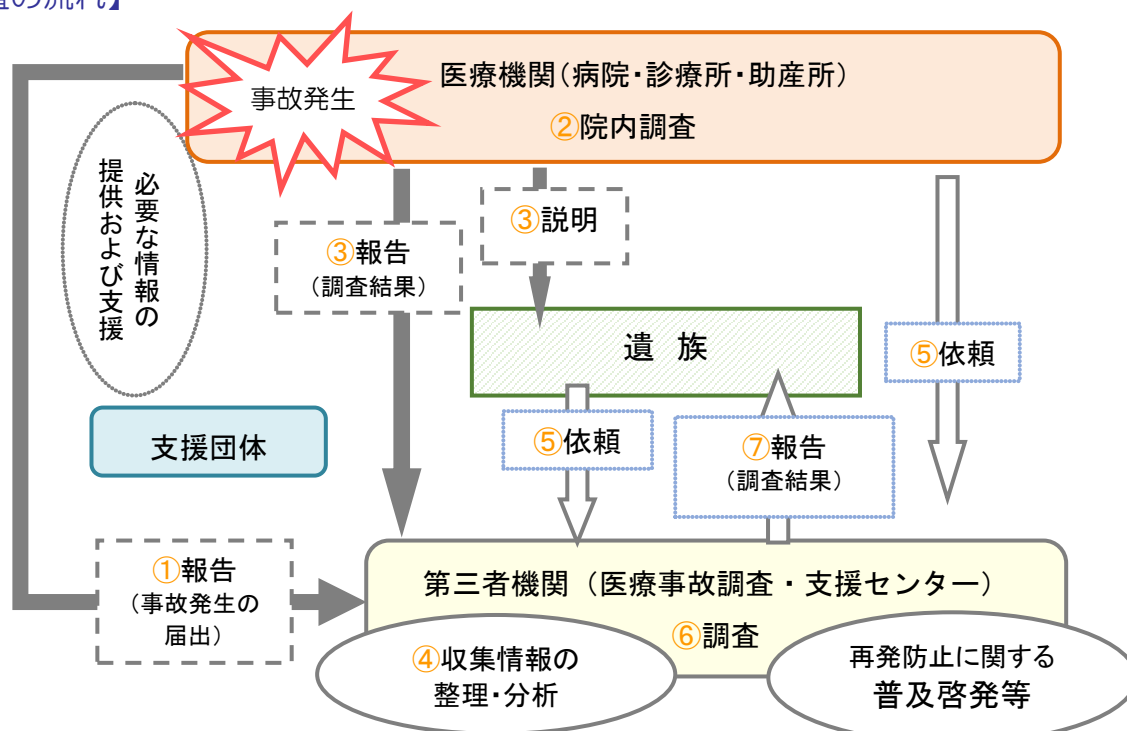 の流れ】
医療機関(病院・診療所・助産所)
事故発生
②院内調査
必要な情報の
提供および支援
③説明
③報告
(調査結果)
遺 族
⑤依頼
支援団体
⑤依頼
⑦報告
(調査結果)
①報告
(事故発生の
届出)
第三者機関(医療事故調査・支援センター)
⑥調査
④収集情報の
整理・分析
再発防止に関する
普及啓発等